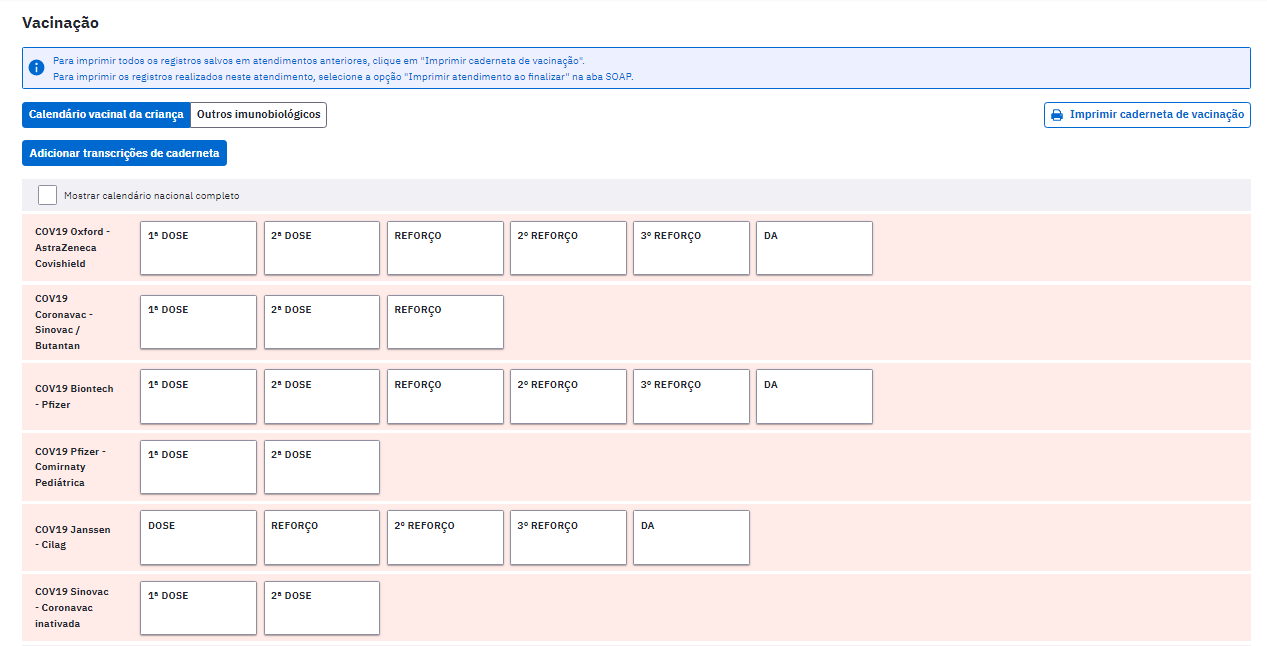 Vacinação
Para imprimir todos os registros salvos em atendimentos anteriores, clique em "Imprimir caderneta de vacinação".
Para imprimir os registros realizados neste atendimento, selecione a opção "Imprimir atendimento ao finalizar" na aba SOAP.
Calendário vacinal da criança Outros imunobiológicos Imprimir caderneta de vacinação
Adicionar transcrições de caderneta
Mostrar calendário nacional completo
COV19 Oxford -
AstraZeneca
Covishield
1ª DOSE 2ª DOSE REFORÇO 2º REFORÇO 3º REFORÇO DA
COV19
Coronavac -
Sinovac /
Butantan
1ª DOSE 2ª DOSE REFORÇO
COV19 Biontech
- Pfizer
1ª DOSE 2ª DOSE REFORÇO 2º REFORÇO 3º REFORÇO DA
COV19 Pfizer -
Comirnaty
Pediátrica
1ª DOSE 2ª DOSE
COV19 Janssen
- Cilag
DOSE REFORÇO 2º REFORÇO 3º REFORÇO DA
COV19 Sinovac
- Coronavac
inativada
1ª DOSE 2ª DOSE